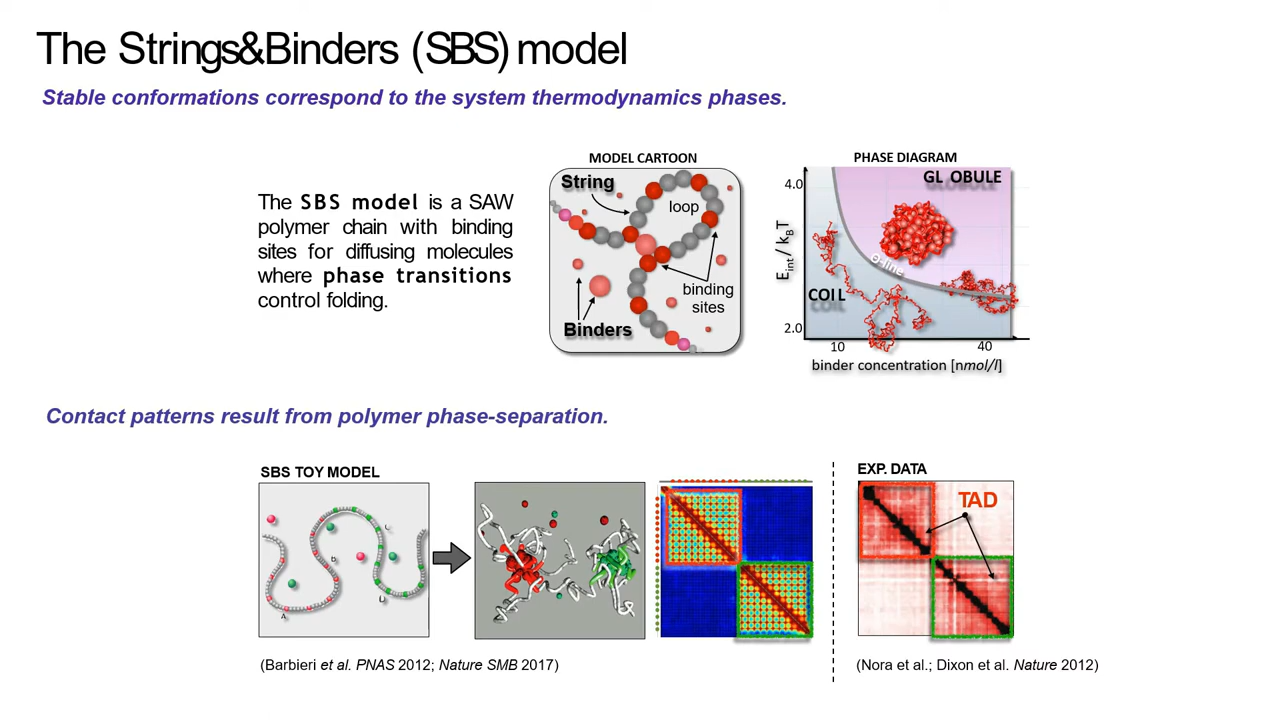 The Strings&Binders (SBS) model
Stable conformations correspond to the system thermodynamics phases.
The SBS model is a SAW
polymer chain with binding
sites for diffusing molecules
where phase transitions
control folding.
MODEL CARTOON
String
loop
binding
sites
Binders
PHASE DIAGRAM
4.0
GLOBULE
Eint / kBT
Θ-line
COIL
2.0
10
40
binder concentration [nmol/l]
Contact patterns result from polymer phase-separation.
SBS TOY MODEL
EXP. DATA
TAD
(Barbieri et al. PNAS 2012; Nature SMB 2017)
(Nora et al.; Dixon et al. Nature 2012)